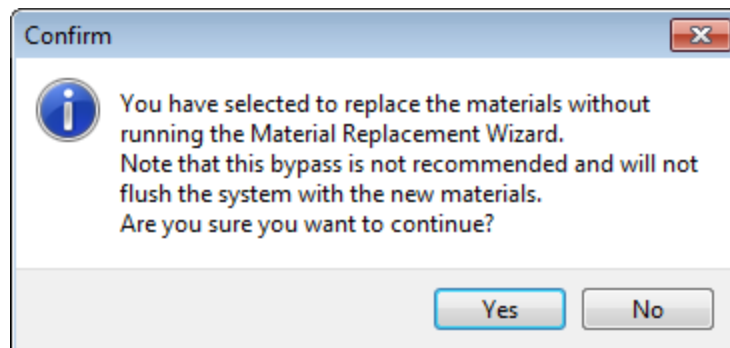 Confirm
You have selected to replace the materials without
running the Material Replacement Wizard.
Note that this bypass is not recommended and will not
flush the system with the new materials.
Are you sure you want to continue?
Yes
No